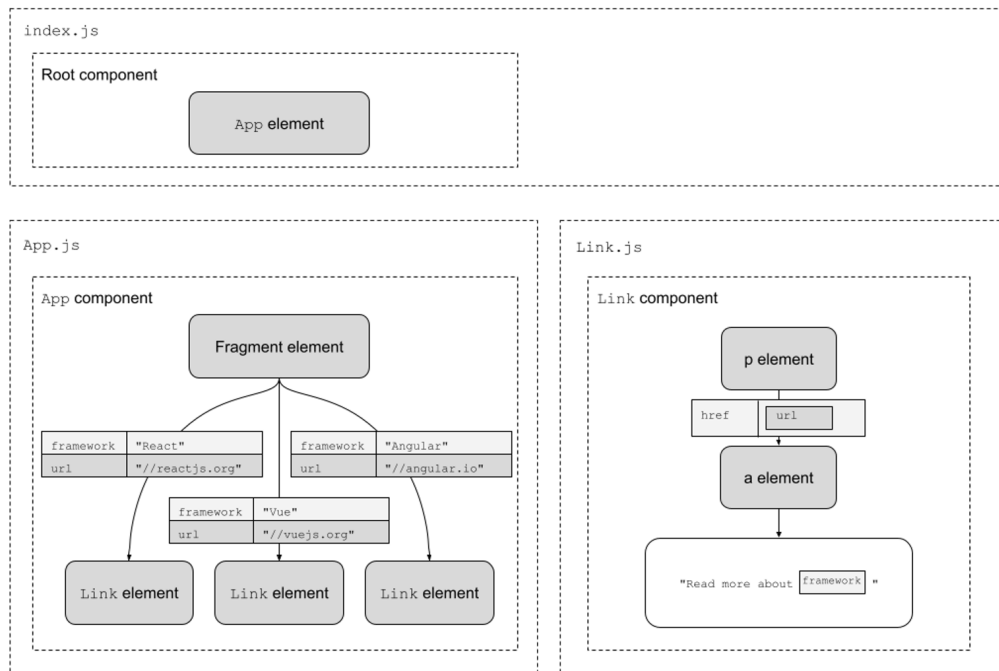 index.js
Root component
App element
App.js
App component
Fragment element
framework "React"
url "//reactjs.org"
framework "Angular"
url "//angular.io"
framework "Vue"
url "//vuejs.org"
Link element
Link element
Link element
Link.js
Link component
p element
href url
a element
"Read more about framework "